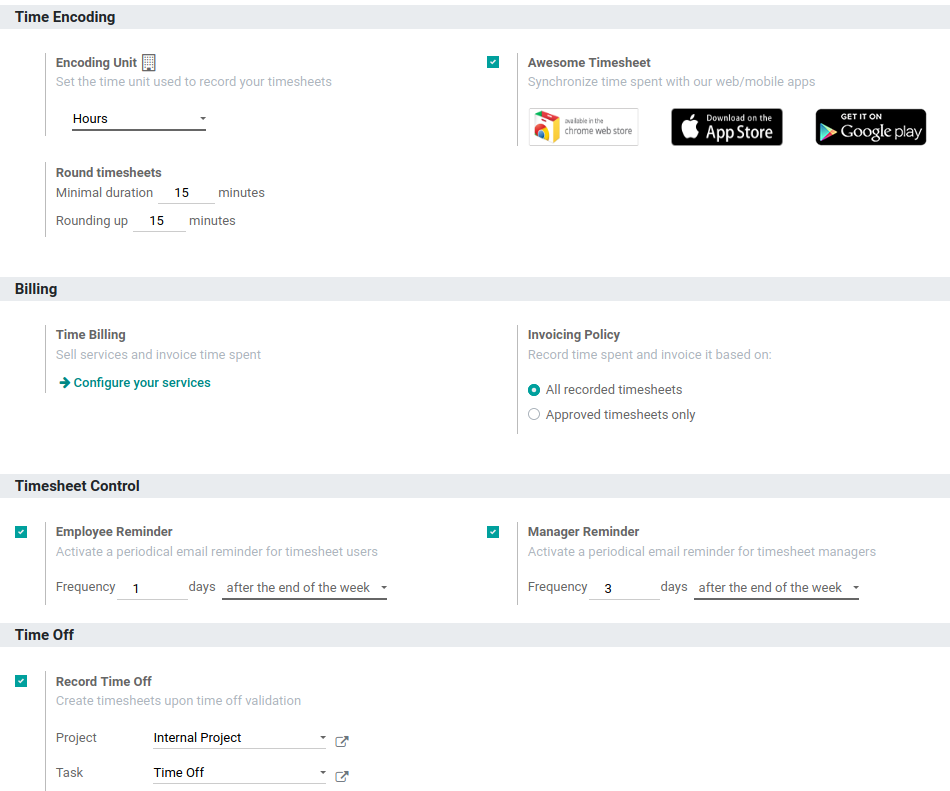 Time Encoding
Encoding Unit
Set the time unit used to record your timesheets
Hours
Round timesheets
Minimal duration 15 minutes
Rounding up 15 minutes
Awesome Timesheet
Synchronize time spent with our web/mobile apps
available in the
chrome web store
Download on the
App Store
GET IT ON
Google play
Billing
Time Billing
Sell services and invoice time spent
Configure your services
Invoicing Policy
Record time spent and invoice it based on:
All recorded timesheets
Approved timesheets only
Timesheet Control
Employee Reminder
Activate a periodical email reminder for timesheet users
Frequency 1 days after the end of the week
Manager Reminder
Activate a periodical email reminder for timesheet managers
Frequency 3 days after the end of the week
Time Off
Record Time Off
Create timesheets upon time off validation
Project Internal Project
Task Time Off